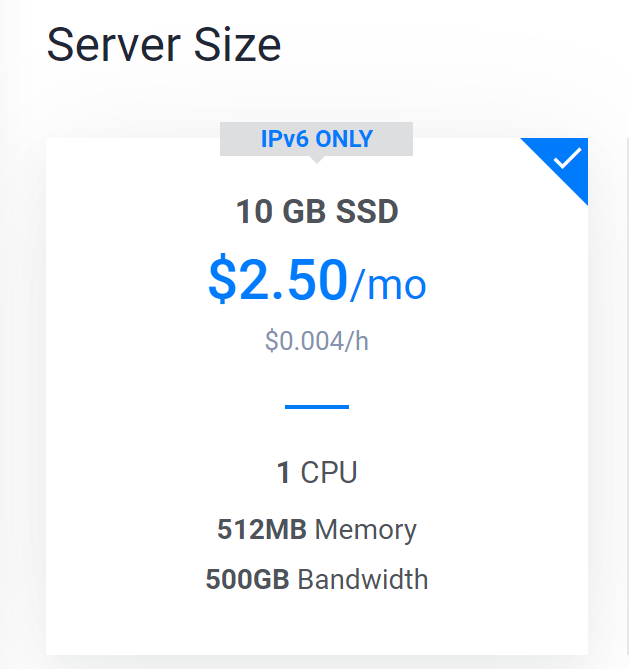 Server Size
IPv6 ONLY
10 GB SSD
$2.50/mo
$0.004/h
1 CPU
512MB Memory
500GB Bandwidth